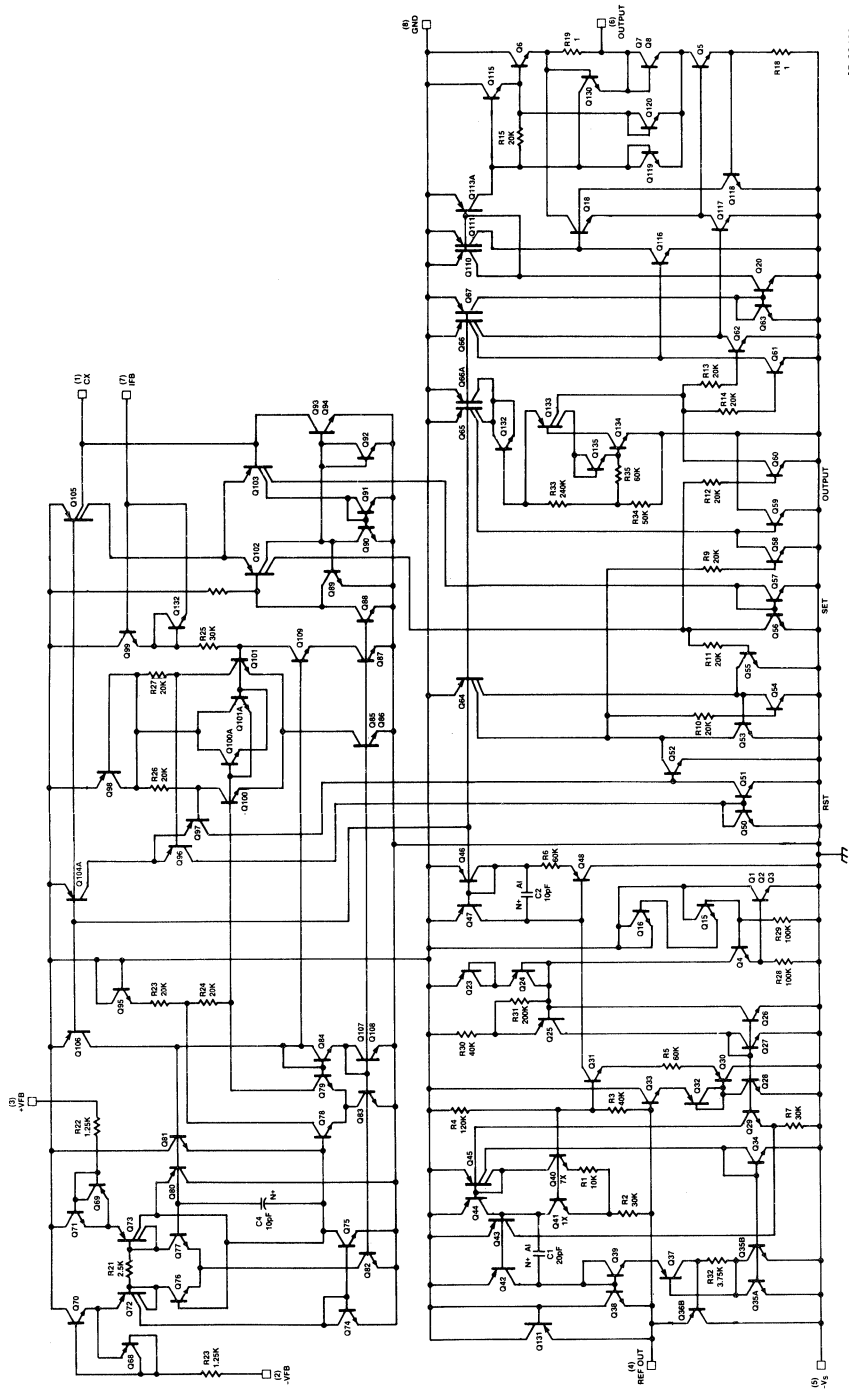 (3)
+VFB
(1)
CX
(7)
IFB
(2)
-VFB
R23
1.25K
Q68
Q70
Q72
R21
2.5K
Q73
Q71
Q69
R22
1.25K
Q76
Q77
Q80
Q81
C4
10pF
N+
Q74
Q82
Q75
Q78
Q83
Q79
Q84
Q107
Q108
Q106
Q95
R23
20K
R24
20K
Q104A
Q96
Q97
Q98
R26
20K
R27
20K
Q100
Q100A
Q101A
Q101
Q85
Q86
Q99
Q132
R25
30K
Q109
Q87
Q88
Q89
Q102
Q90
Q91
Q103
Q92
Q93
Q94
Q105
(8)
GND
(6)
OUTPUT
(4)
REF OUT
(5)
-VS
Q131
Q38
Q39
Q42
Q43
C1
20pF
N+
Al
Q44
Q45
Q41
1X
Q40
7X
R1
10K
R2
30K
Q36B
Q37
R32
3.75K
Q35A
Q35B
Q34
R4
120K
R3
40K
Q31
Q33
Q32
R5
60K
Q30
Q28
Q29
R7
30K
Q27
Q26
R30
40K
R31
200K
Q25
Q23
Q24
Q16
Q15
Q4
R28
100K
R29
100K
Q1
Q2
Q3
Q47
Q46
N+
Al
C2
10pF
R6
60K
Q48
RST
Q50
Q51
Q52
Q53
R10
20K
Q54
Q55
R11
20K
Q64
SET
Q56
Q57
R9
20K
Q58
Q59
R12
20K
Q60
OUTPUT
Q65
Q66A
Q132
R33
240K
R34
50K
R35
60K
Q133
Q135
Q134
R14
20K
R13
20K
Q61
Q62
Q66
Q67
Q63
Q20
Q110
Q111
Q113A
Q116
Q117
Q18
Q118
Q115
R15
20K
Q119
Q120
Q130
Q6
R19
1
Q7
Q8
Q5
R18
1